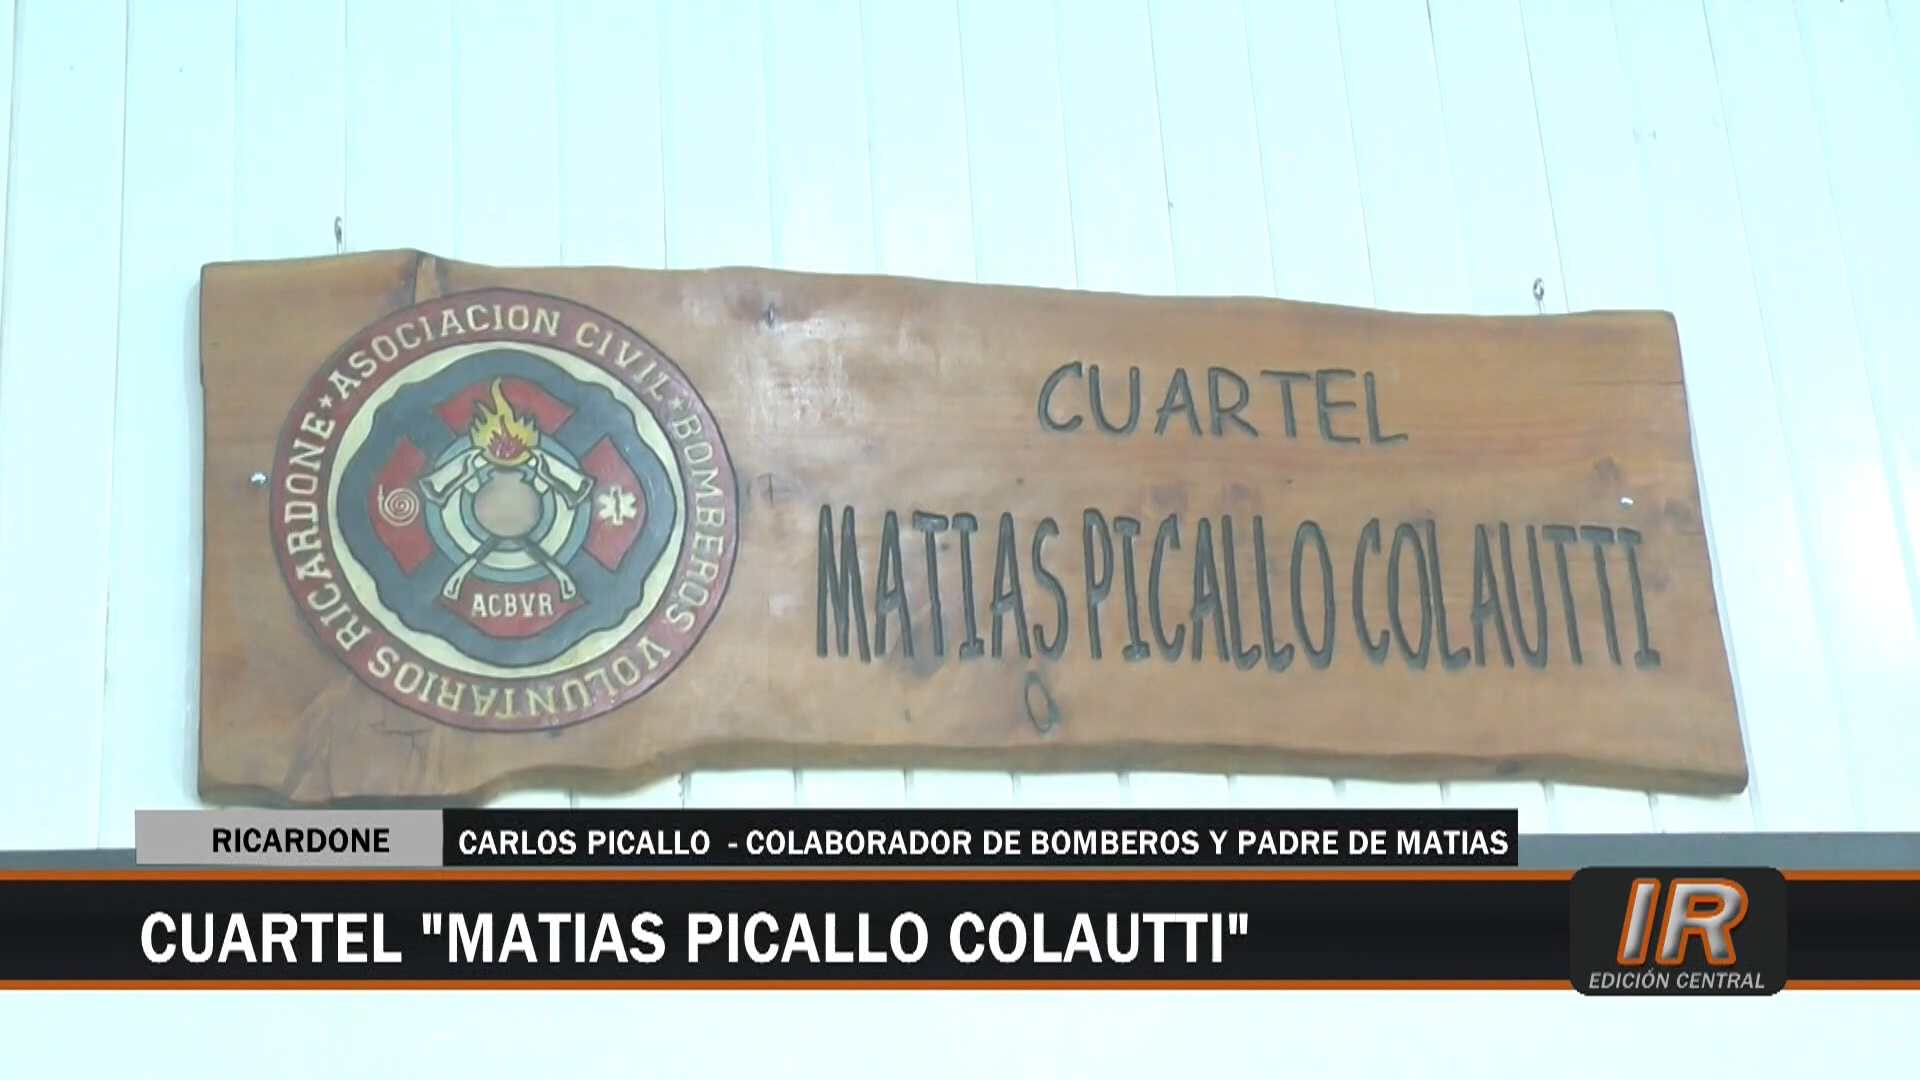 ASOCIACION CIVIL ★ BOMBEROS VOLUNTARIOS RICARDONE ★
ACBVR
CUARTEL
MATIAS PICALLO COLAUTTI
RICARDONE
CARLOS PICALLO - COLABORADOR DE BOMBEROS Y PADRE DE MATIAS
CUARTEL "MATIAS PICALLO COLAUTTI"
IR
EDICIÓN CENTRAL